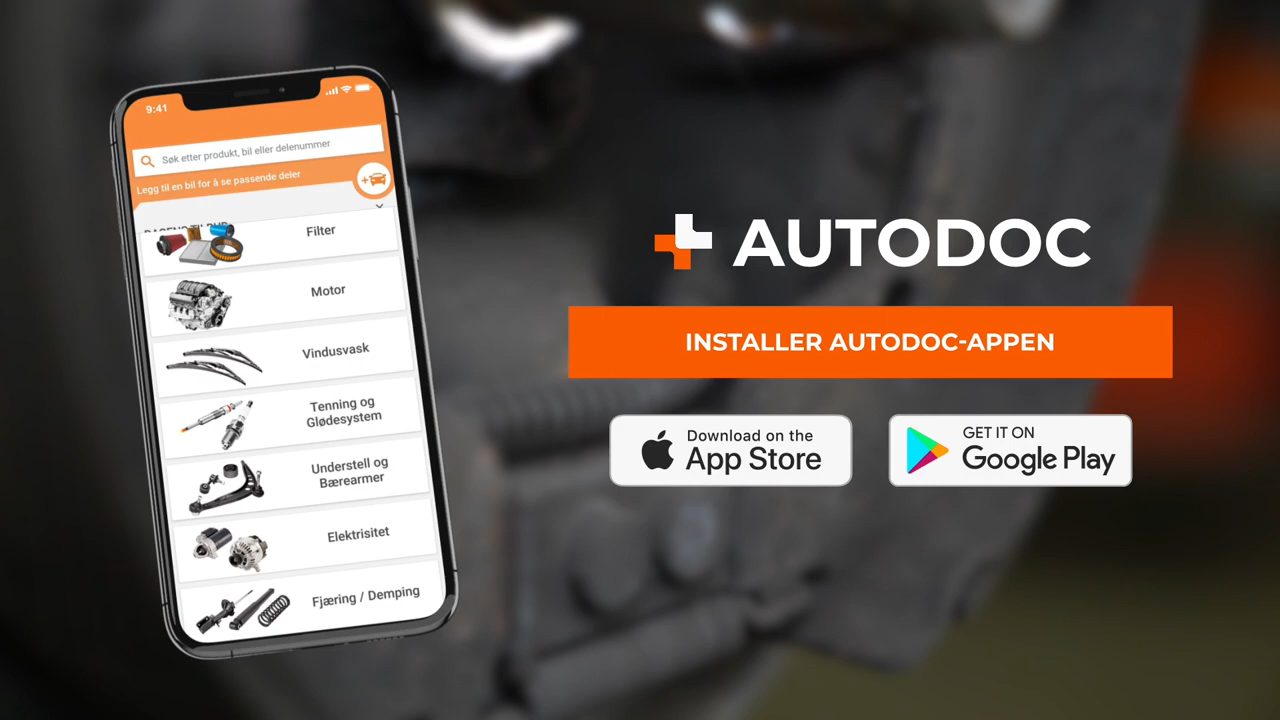 9:41
Søk etter produkt, bil eller delenummer
Legg til en bil for å se passende deler
Filter
Motor
Vindusvask
Tenning og
Glødesystem
Understell og
Bærearmer
Elektrisitet
Fjæring / Demping
AUTODOC
INSTALLER AUTODOC-APPEN
Download on the
App Store
GET IT ON
Google Play